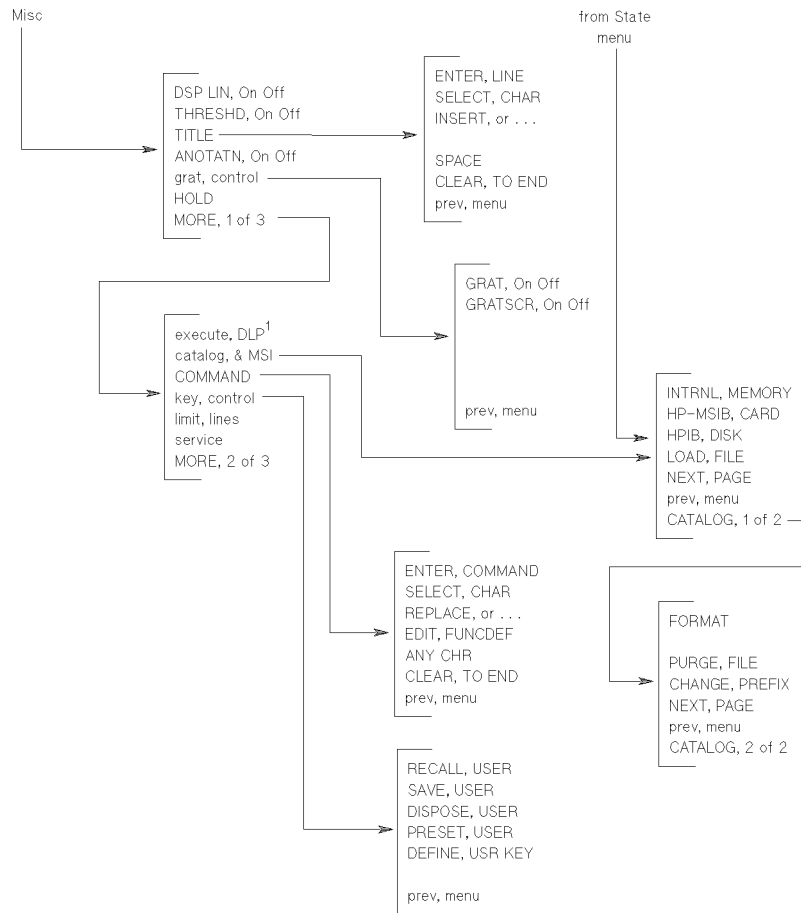 Misc
from State
menu
DSP LIN, On Off
THRESHD, On Off
TITLE
ANOTATN, On Off
grat, control
HOLD
MORE, 1 of 3
ENTER, LINE
SELECT, CHAR
INSERT, or . . .
SPACE
CLEAR, TO END
prev, menu
GRAT, On Off
GRATSCR, On Off
prev, menu
execute, DLP1
catalog, & MSI
COMMAND
key, control
limit, lines
service
MORE, 2 of 3
INTRNL, MEMORY
HP-MSIB, CARD
HPIB, DISK
LOAD, FILE
NEXT, PAGE
prev, menu
CATALOG, 1 of 2
ENTER, COMMAND
SELECT, CHAR
REPLACE, or . . .
EDIT, FUNCDEF
ANY CHR
CLEAR, TO END
prev, menu
FORMAT
PURGE, FILE
CHANGE, PREFIX
NEXT, PAGE
prev, menu
CATALOG, 2 of 2
RECALL, USER
SAVE, USER
DISPOSE, USER
PRESET, USER
DEFINE, USR KEY
prev, menu